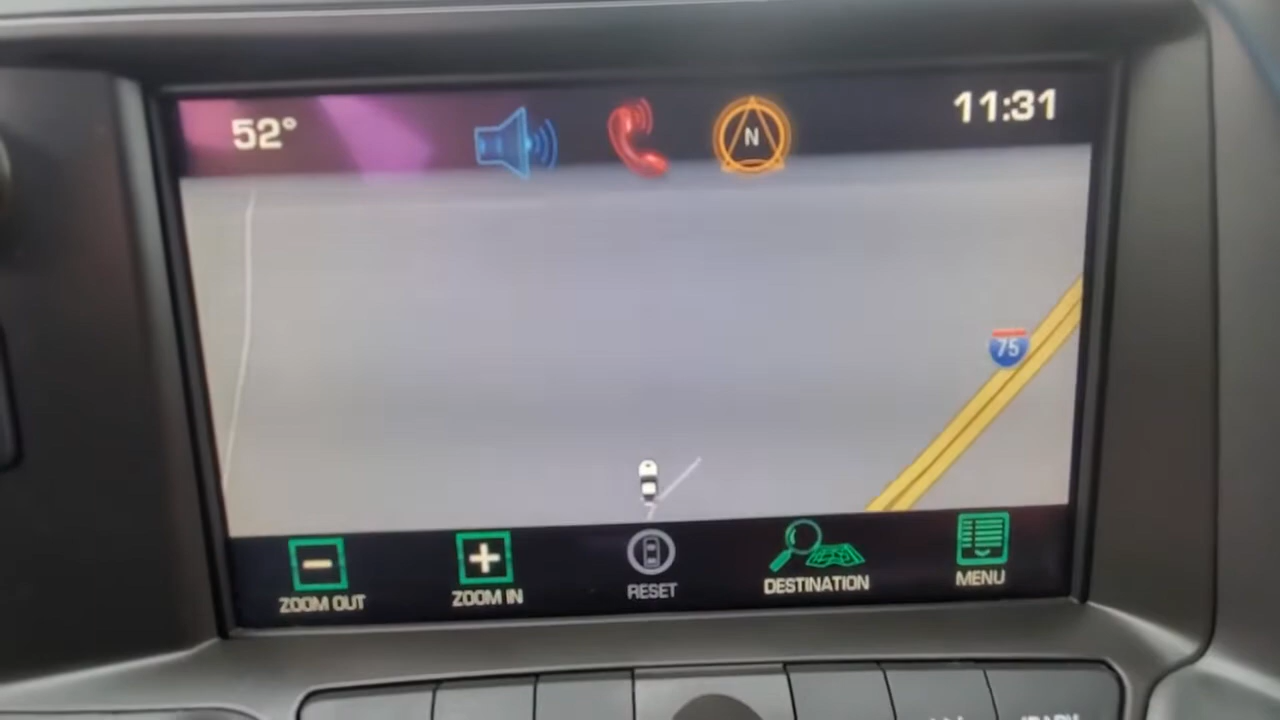 52°
N
11:31
75
ZOOM OUT
ZOOM IN
RESET
DESTINATION
MENU